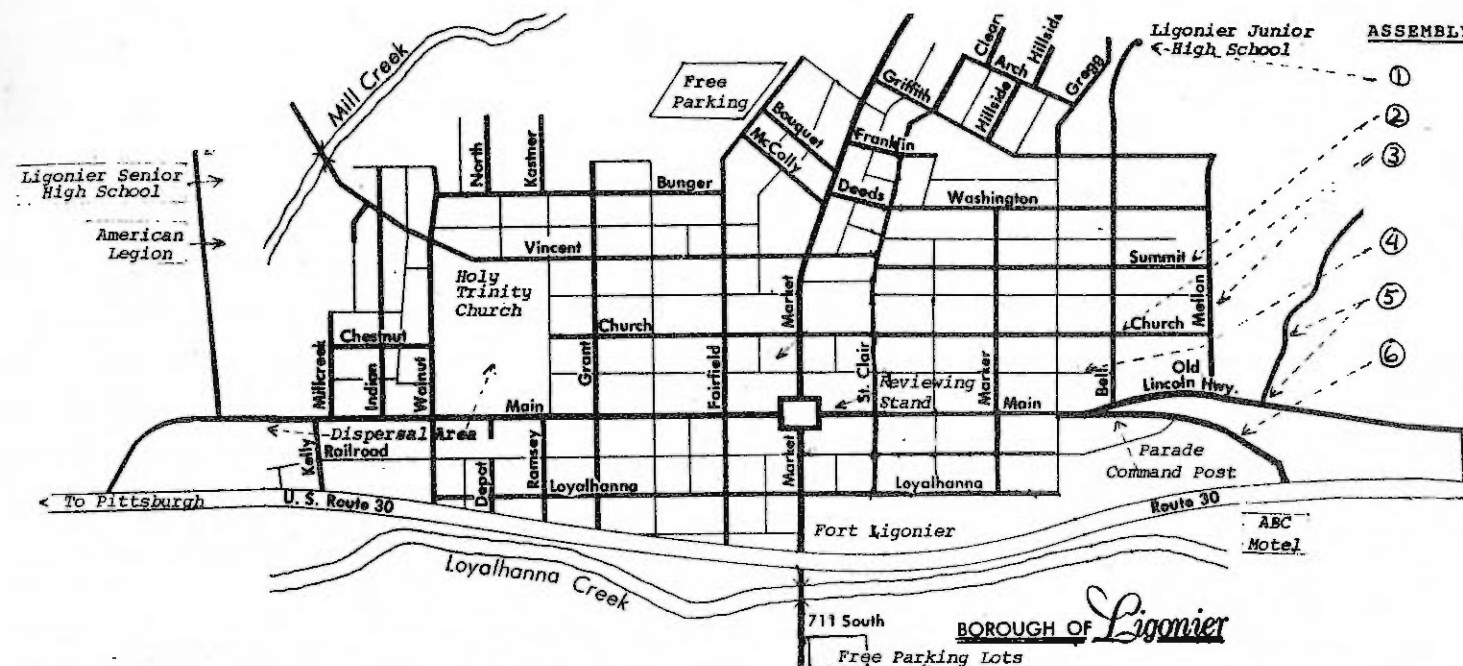 Ligonier Junior
High School
ASSEMBLY
①
②
③
④
⑤
⑥
Mill Creek
Free
Parking
Clean
Hillside
Arch
Gregg
Griffith
Hillside
Bouquet
McColly
Franklin
Deeds
Washington
Ligonier Senior
High School
American
Legion
North
Kastner
Bunger
Vincent
Summit
Holy
Trinity
Church
Market
Mellon
Chestnut
Church
Church
Millcreek
Indian
Walnut
Grant
Fairfield
St. Clair
Marker
Bell
Old
Lincoln Hwy.
Reviewing
Stand
Main
Main
Dispersal Area
Kelly
Railroad
Depot
Ramsey
Market
Loyalhanna
Loyalhanna
Parade
Command Post
To Pittsburgh
U. S. Route 30
Route 30
Fort Ligonier
ABC
Motel
Loyalhanna Creek
711 South
Free Parking Lots
BOROUGH OF Ligonier